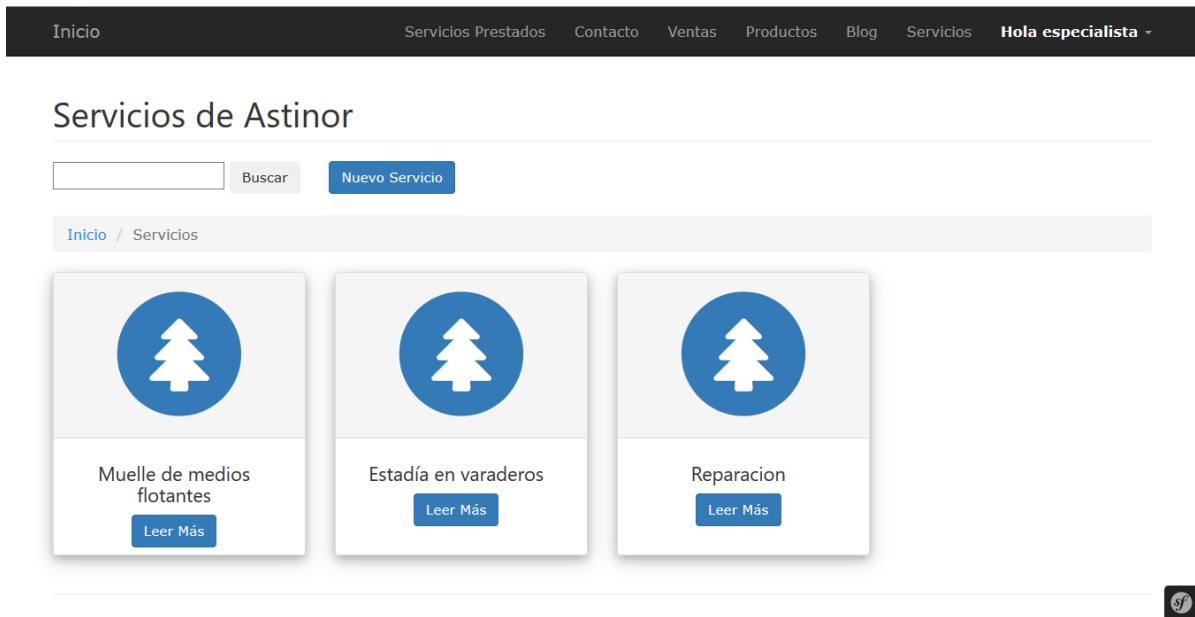 Inicio Servicios Prestados Contacto Ventas Productos Blog Servicios Hola especialista
Servicios de Astinor
Buscar Nuevo Servicio
Inicio / Servicios
Muelle de medios
flotantes
Leer Más
Estadía en varaderos
Leer Más
Reparacion
Leer Más
sf